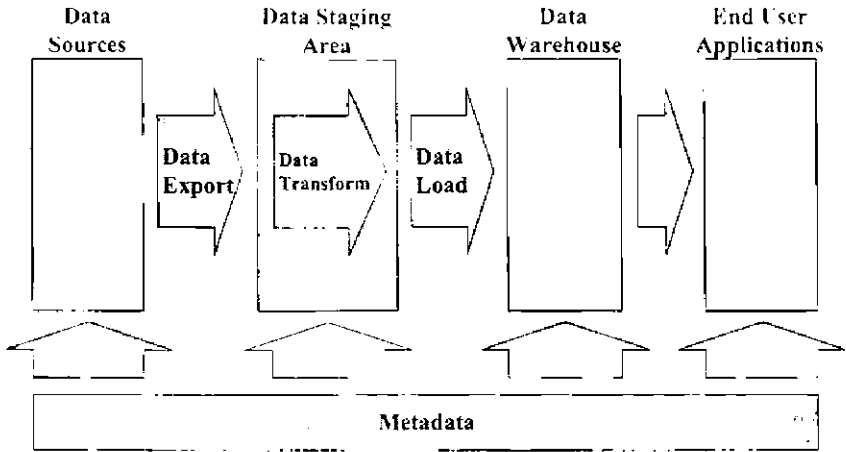 Data
Sources
Data Staging
Area
Data
Warehouse
End User
Applications
Data
Export
Data
Transform
Data
Load
Metadata